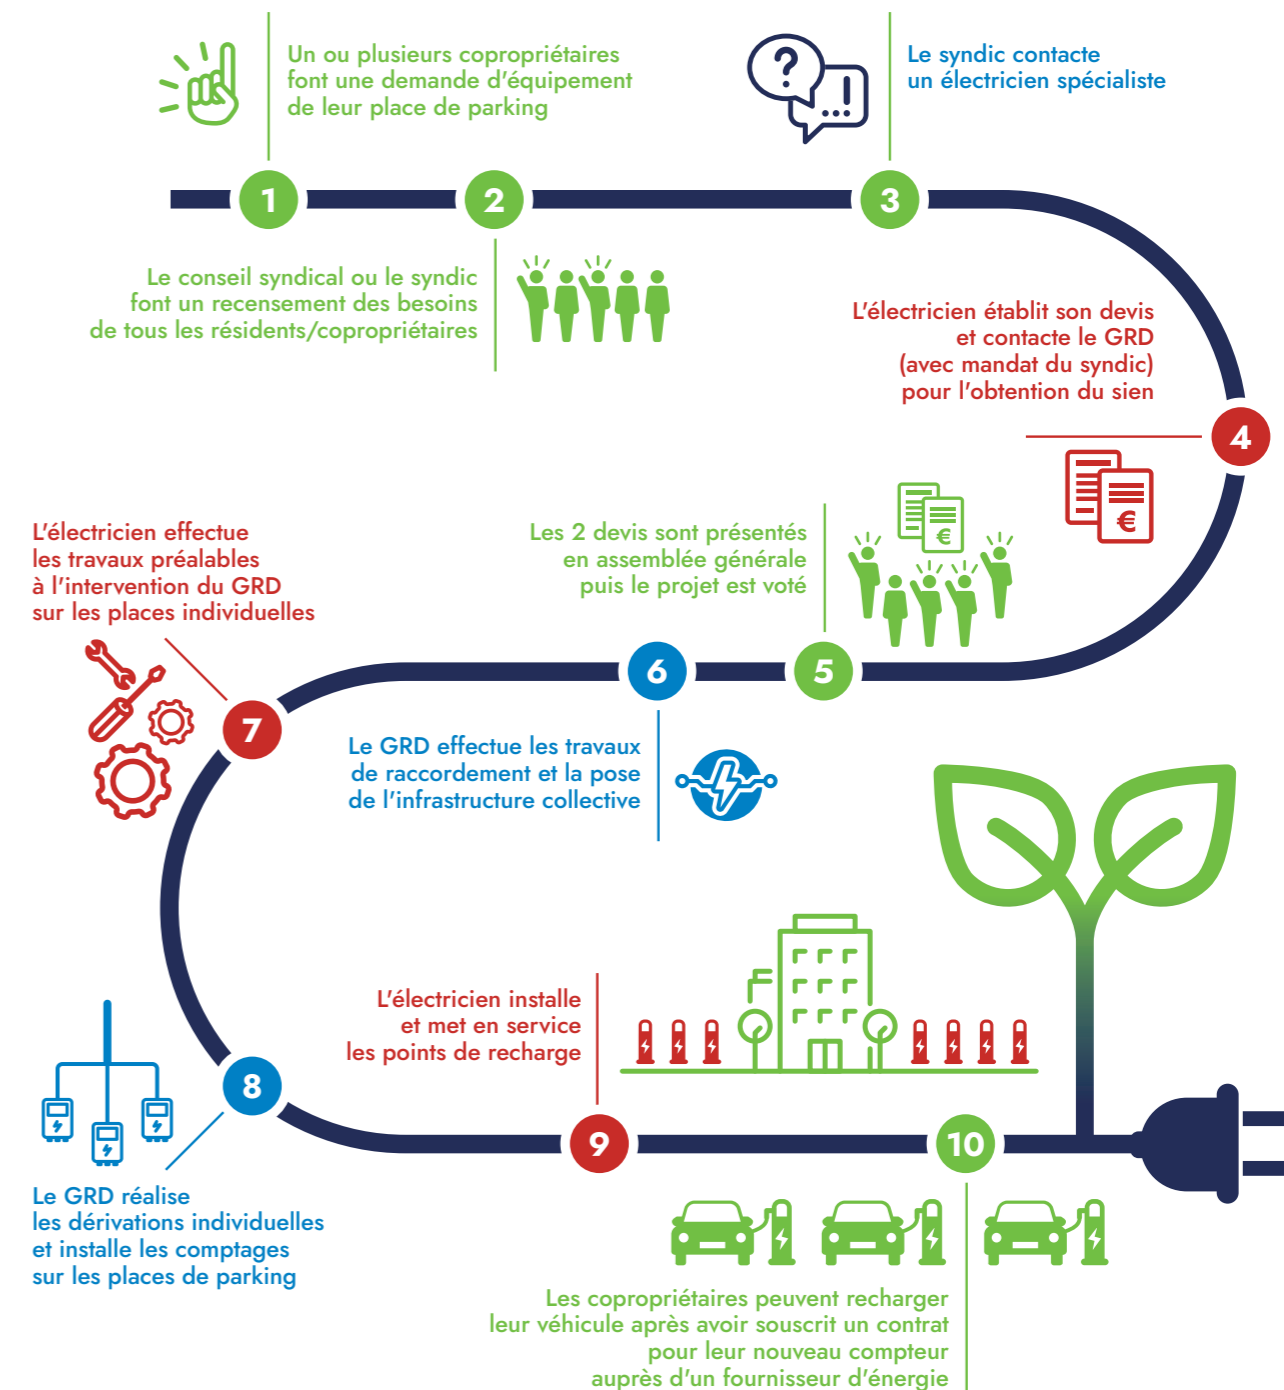 Un ou plusieurs copropriétaires
font une demande d'équipement
de leur place de parking
?
!
...
Le syndic contacte
un électricien spécialiste
1
2
3
Le conseil syndical ou le syndic
font un recensement des besoins
de tous les résidents/copropriétaires
L'électricien établit son devis
et contacte le GRD
(avec mandat du syndic)
pour l'obtention du sien
4
€
Les 2 devis sont présentés
en assemblée générale
puis le projet est voté
€
5
6
Le GRD effectue les travaux
de raccordement et la pose
de l'infrastructure collective
L'électricien effectue
les travaux préalables
à l'intervention du GRD
sur les places individuelles
7
8
Le GRD réalise
les dérivations individuelles
et installe les comptages
sur les places de parking
L'électricien installe
et met en service
les points de recharge
9
10
Les copropriétaires peuvent recharger
leur véhicule après avoir souscrit un contrat
pour leur nouveau compteur
auprès d'un fournisseur d'énergie